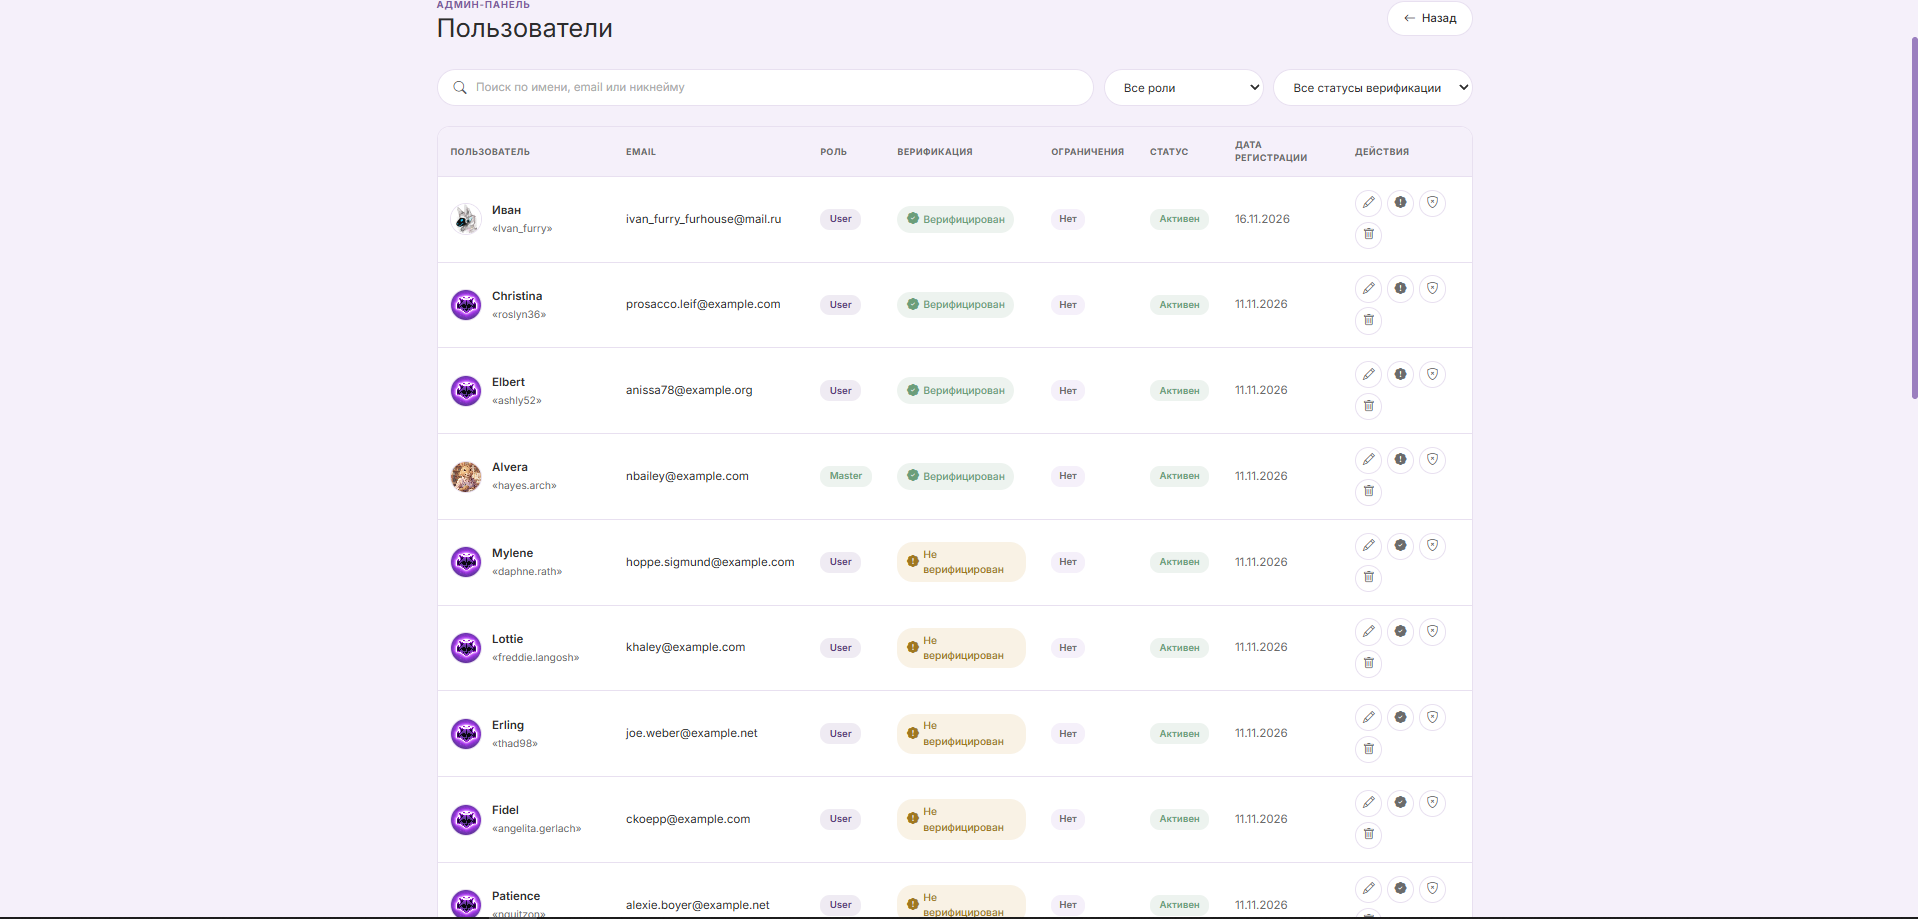 АДМИН-ПАНЕЛЬ
Пользователи
← Назад
Поиск по имени, email или никнейму
Все роли
Все статусы верификации
ПОЛЬЗОВАТЕЛЬ EMAIL РОЛЬ ВЕРИФИКАЦИЯ ОГРАНИЧЕНИЯ СТАТУС ДАТА РЕГИСТРАЦИИ ДЕЙСТВИЯ
Иван
«Ivan_furry»
ivan_furry_furhouse@mail.ru User Верифицирован Нет Активен 16.11.2026
Christina
«roslyn36»
prosacco.leif@example.com User Верифицирован Нет Активен 11.11.2026
Elbert
«ashly52»
anissa78@example.org User Верифицирован Нет Активен 11.11.2026
Alvera
«hayes.arch»
nbailey@example.com Master Верифицирован Нет Активен 11.11.2026
Mylene
«daphne.rath»
hoppe.sigmund@example.com User Не верифицирован Нет Активен 11.11.2026
Lottie
«freddie.langosh»
khaley@example.com User Не верифицирован Нет Активен 11.11.2026
Erling
«thad98»
joe.weber@example.net User Не верифицирован Нет Активен 11.11.2026
Fidel
«angelita.gerlach»
ckoepp@example.com User Не верифицирован Нет Активен 11.11.2026
Patience
«nquitzon»
alexie.boyer@example.net User Не верифицирован Нет Активен 11.11.2026